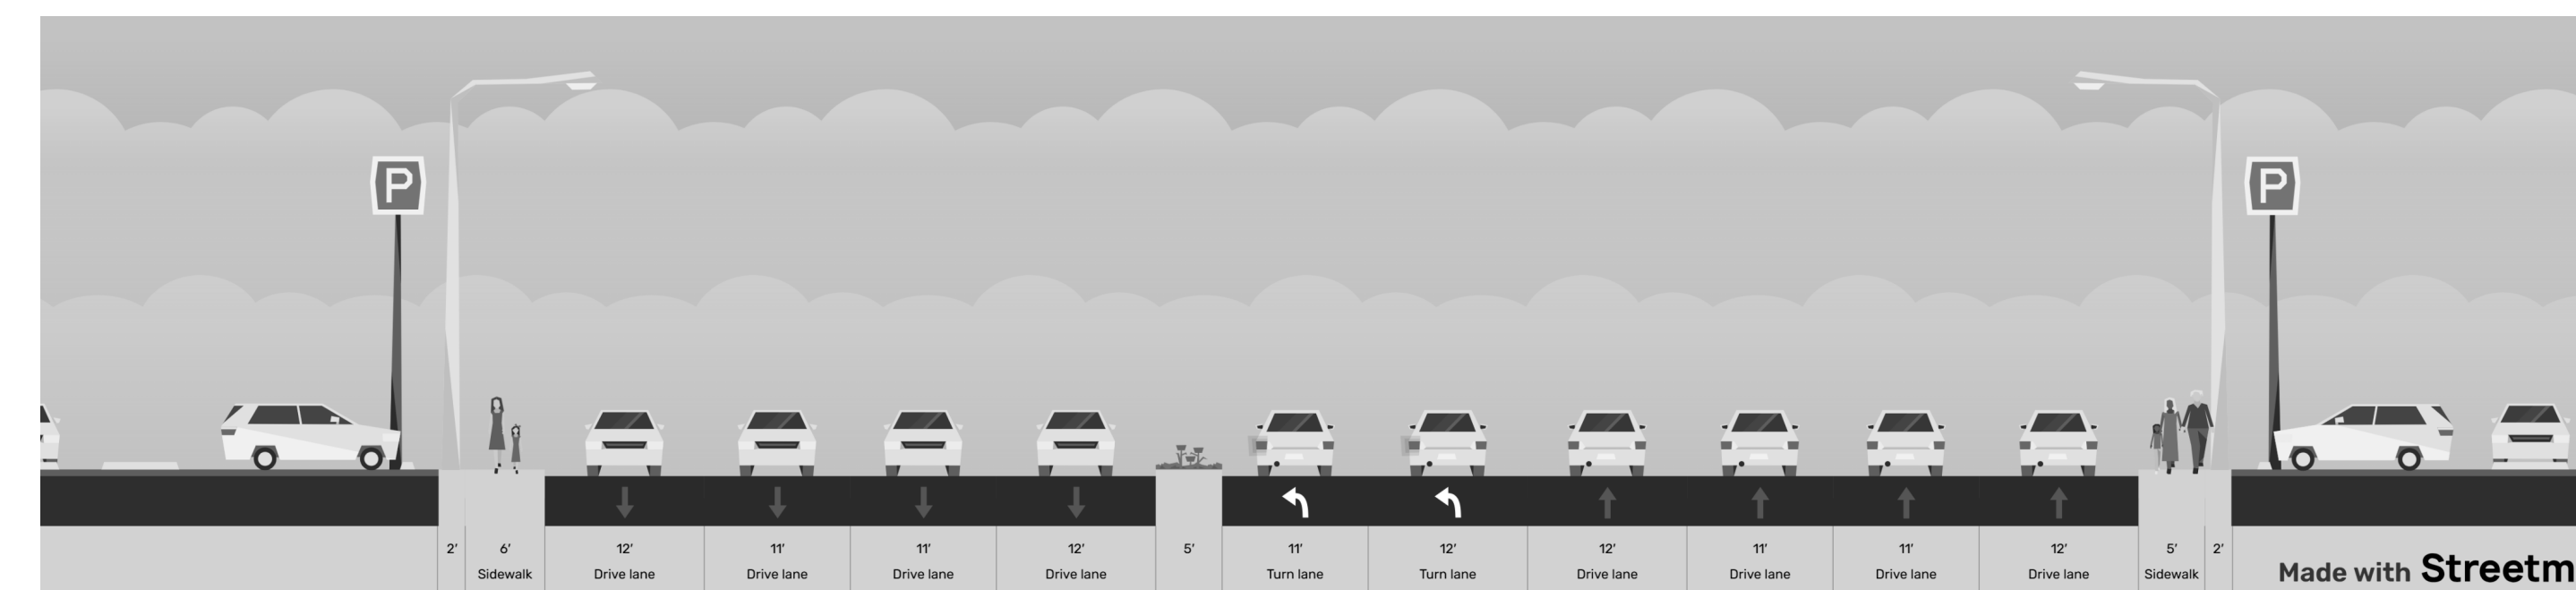 P
P
2' 6' 12' 11' 11' 12' 5' 11' 12' 12' 11' 11' 12' 5' 2'
Sidewalk Drive lane Drive lane Drive lane Drive lane Turn lane Turn lane Drive lane Drive lane Drive lane Drive lane Sidewalk
Made with Streetm